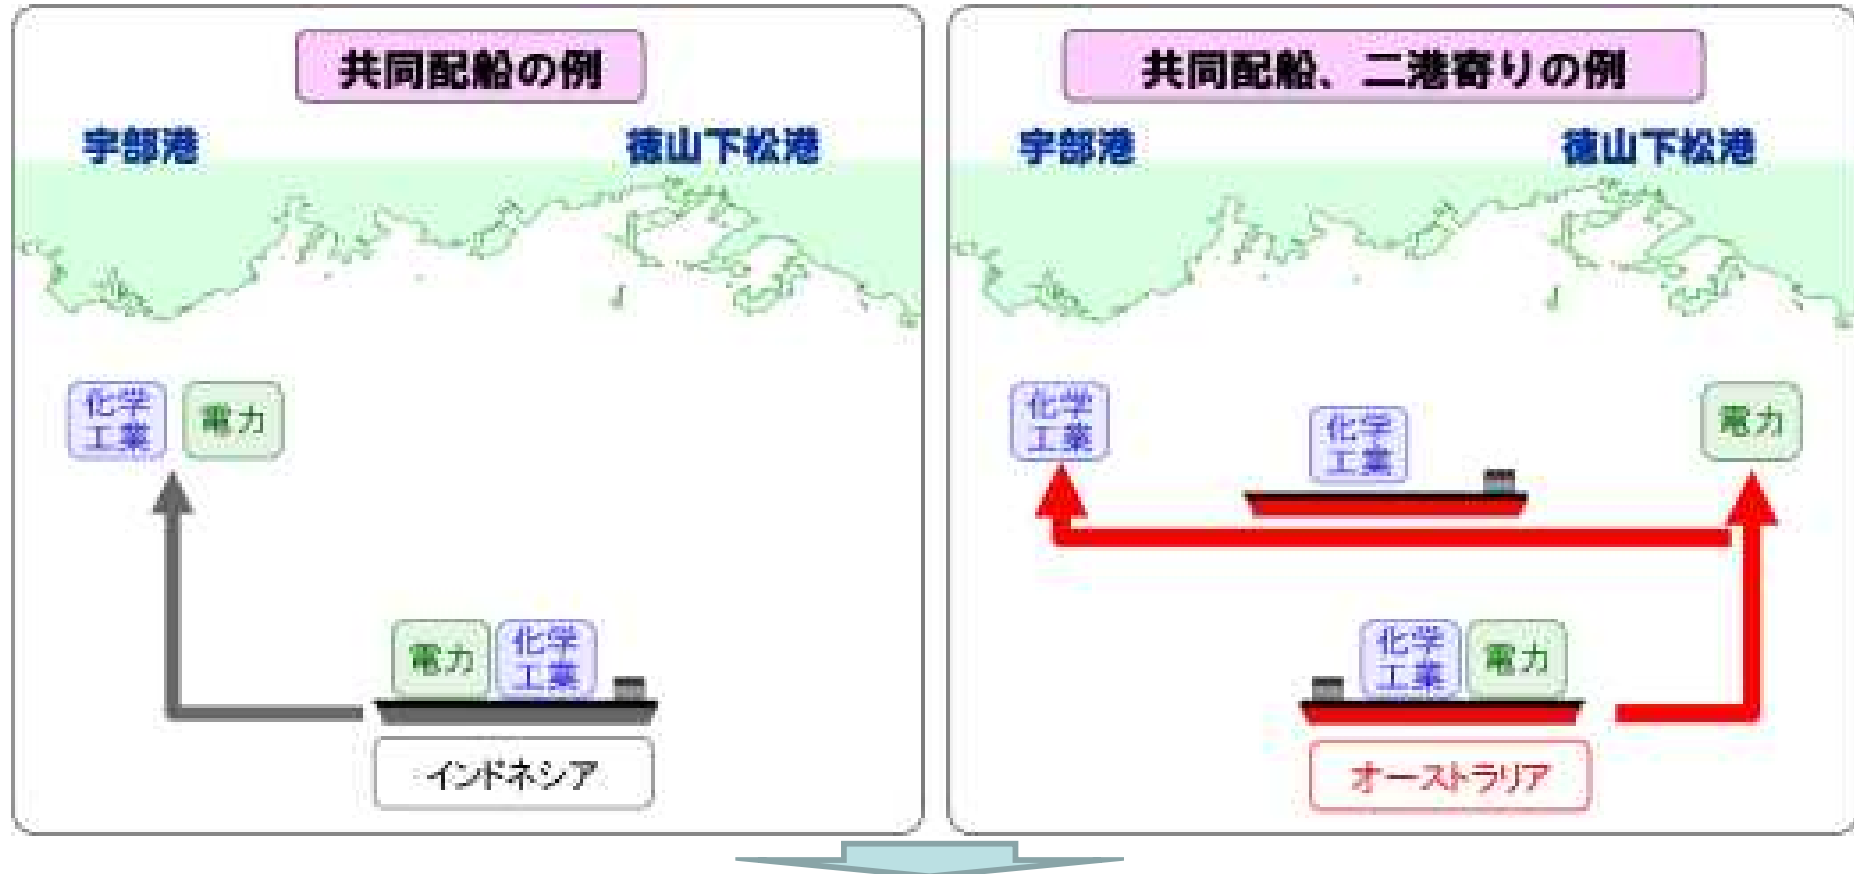 共同配船の例
宇部港
徳山下松港
化学
工業
電力
電力
化学
工業
インドネシア
共同配船、二港寄りの例
宇部港
徳山下松港
化学
工業
化学
工業
電力
化学
工業
電力
オーストラリア